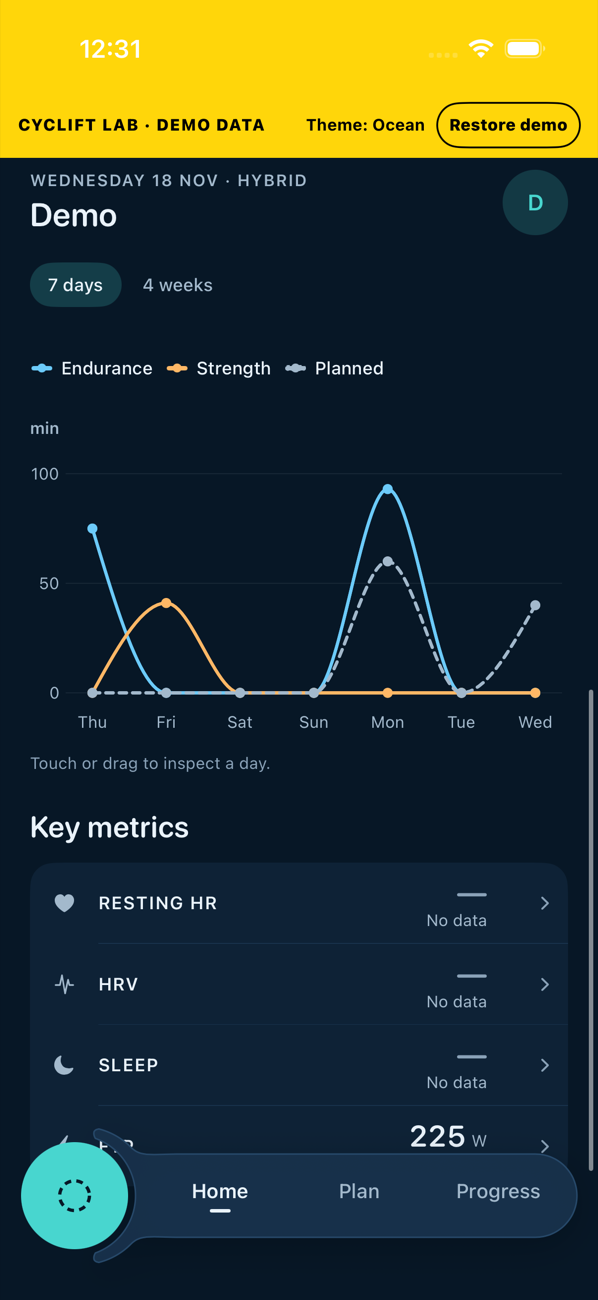 12:31
CYCLIFT LAB · DEMO DATA Theme: Ocean Restore demo
WEDNESDAY 18 NOV · HYBRID
Demo
D
7 days 4 weeks
Endurance Strength Planned
min
100
50
0
Thu Fri Sat Sun Mon Tue Wed
Touch or drag to inspect a day.
Key metrics
RESTING HR
No data
HRV
No data
SLEEP
No data
FTP 225 W
Home Plan Progress